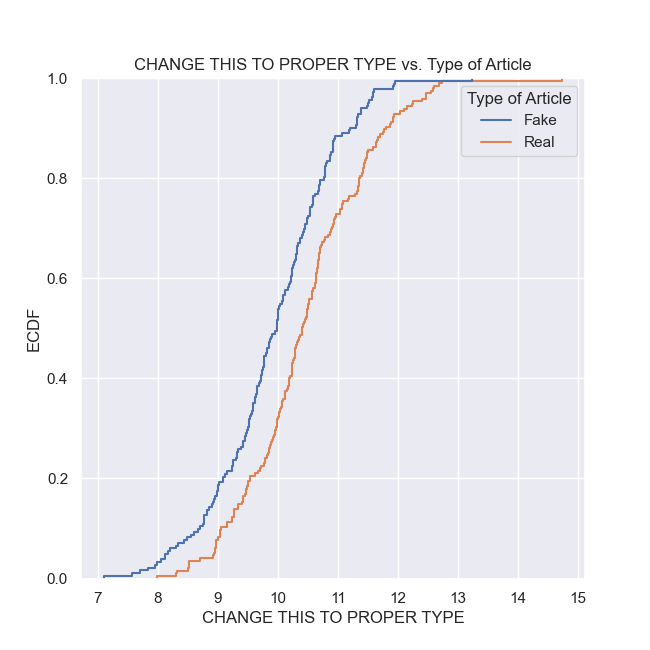 CHANGE THIS TO PROPER TYPE vs. Type of Article
1.0
0.8
0.6
0.4
0.2
0.0
ECDF
Type of Article
Fake
Real
7 8 9 10 11 12 13 14 15
CHANGE THIS TO PROPER TYPE